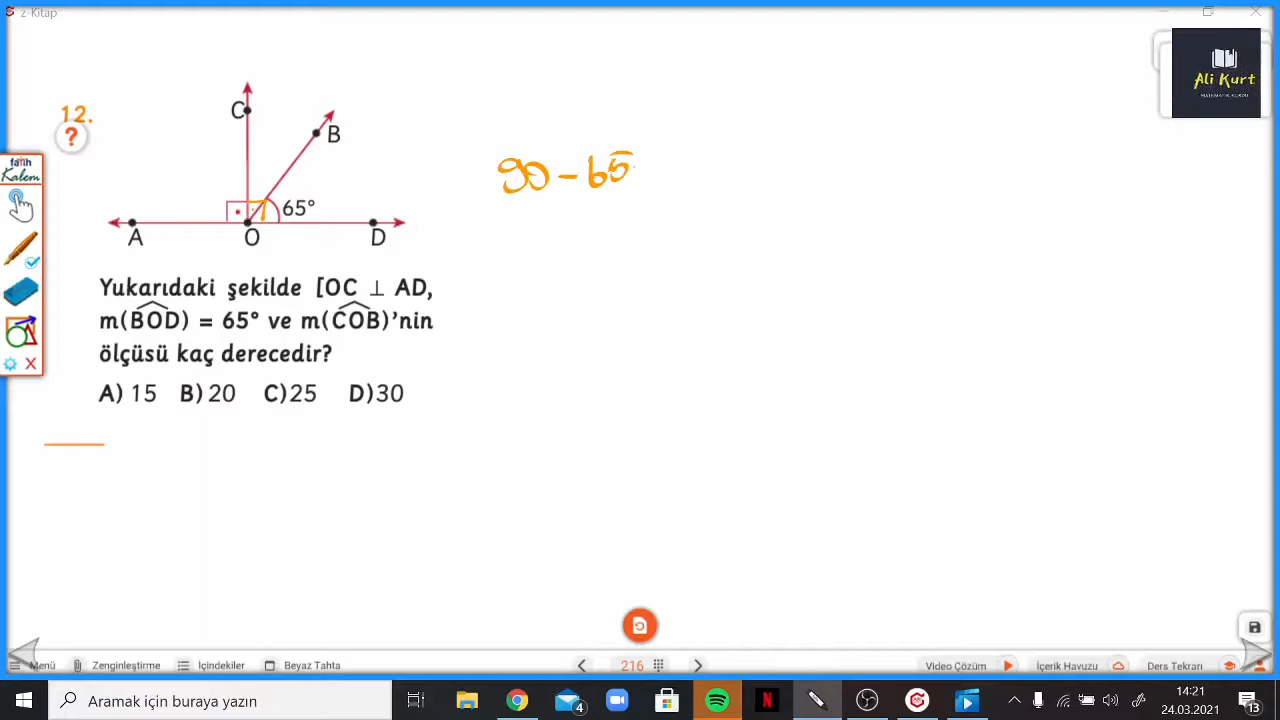 z-Kitap
Ali Kurt
12.
?
C
B
90 - 65
fatih
Kalem
65°
A
O
D
Yukarıdaki şekilde [OC ⊥ AD,
m(BOD) = 65° ve m(COB)'nin
ölçüsü kaç derecedir?
A) 15 B) 20 C)25 D)30
Menü Zenginleştirme İçindekiler Beyaz Tahta 216 Video Çözüm İçerik Havuzu Ders Tekrarı
Aramak için buraya yazın
4
N
14:21
24.03.2021
13